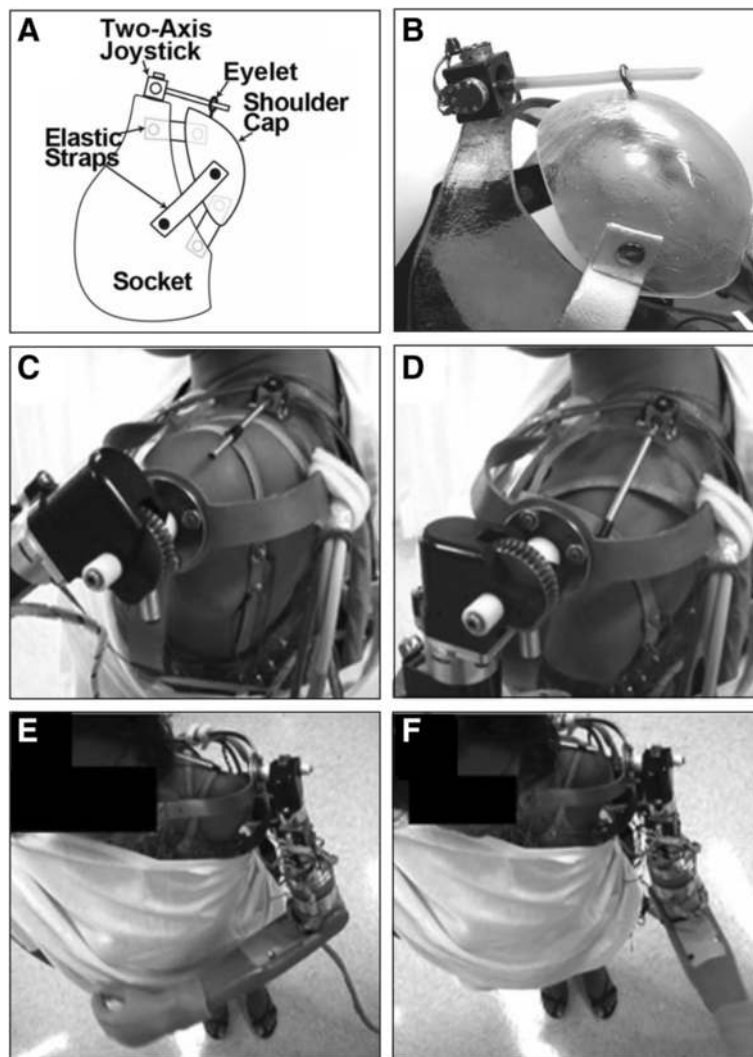 A
Two-Axis
Joystick
Eyelet
Shoulder
Cap
Elastic
Straps
Socket
B
C
D
E
F